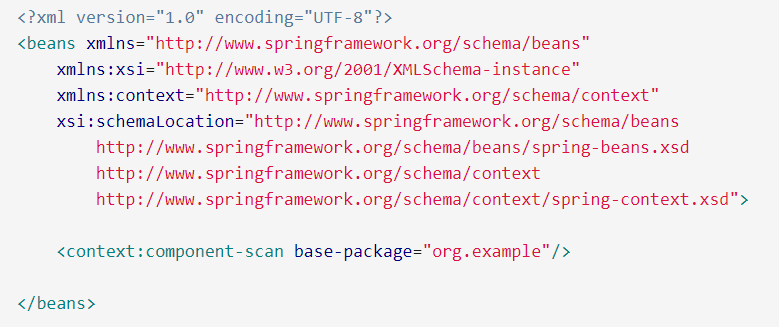 <?xml version="1.0" encoding="UTF-8"?>
<beans xmlns="http://www.springframework.org/schema/beans"
    xmlns:xsi="http://www.w3.org/2001/XMLSchema-instance"
    xmlns:context="http://www.springframework.org/schema/context"
    xsi:schemaLocation="http://www.springframework.org/schema/beans
        http://www.springframework.org/schema/beans/spring-beans.xsd
        http://www.springframework.org/schema/context
        http://www.springframework.org/schema/context/spring-context.xsd">

    <context:component-scan base-package="org.example"/>

</beans>